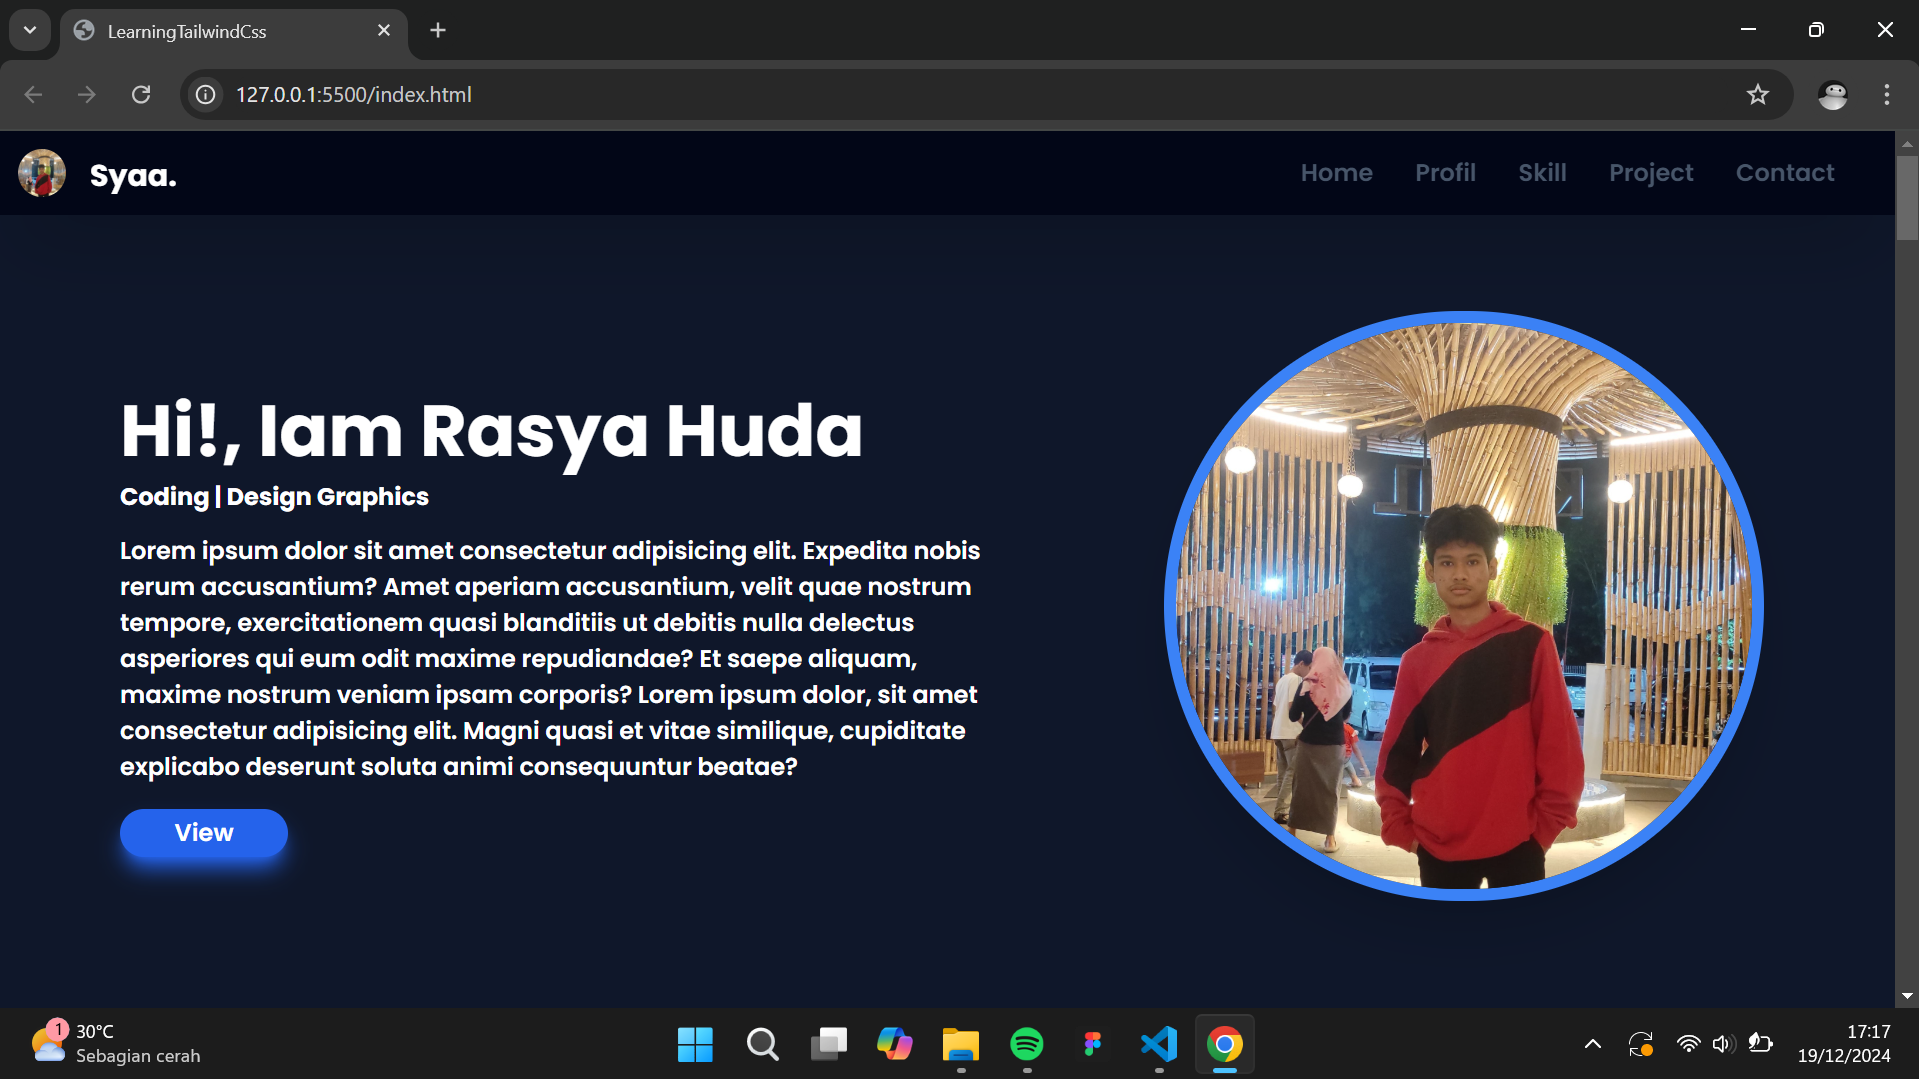 LearningTailwindCss
127.0.0.1:5500/index.html
Syaa.
Home Profil Skill Project Contact
Hi!, Iam Rasya Huda
Coding | Design Graphics
Lorem ipsum dolor sit amet consectetur adipisicing elit. Expedita nobis
rerum accusantium? Amet aperiam accusantium, velit quae nostrum
tempore, exercitationem quasi blanditiis ut debitis nulla delectus
asperiores qui eum odit maxime repudiandae? Et saepe aliquam,
maxime nostrum veniam ipsam corporis? Lorem ipsum dolor, sit amet
consectetur adipisicing elit. Magni quasi et vitae similique, cupiditate
explicabo deserunt soluta animi consequuntur beatae?
View
1
30°C
Sebagian cerah
17:17
19/12/2024